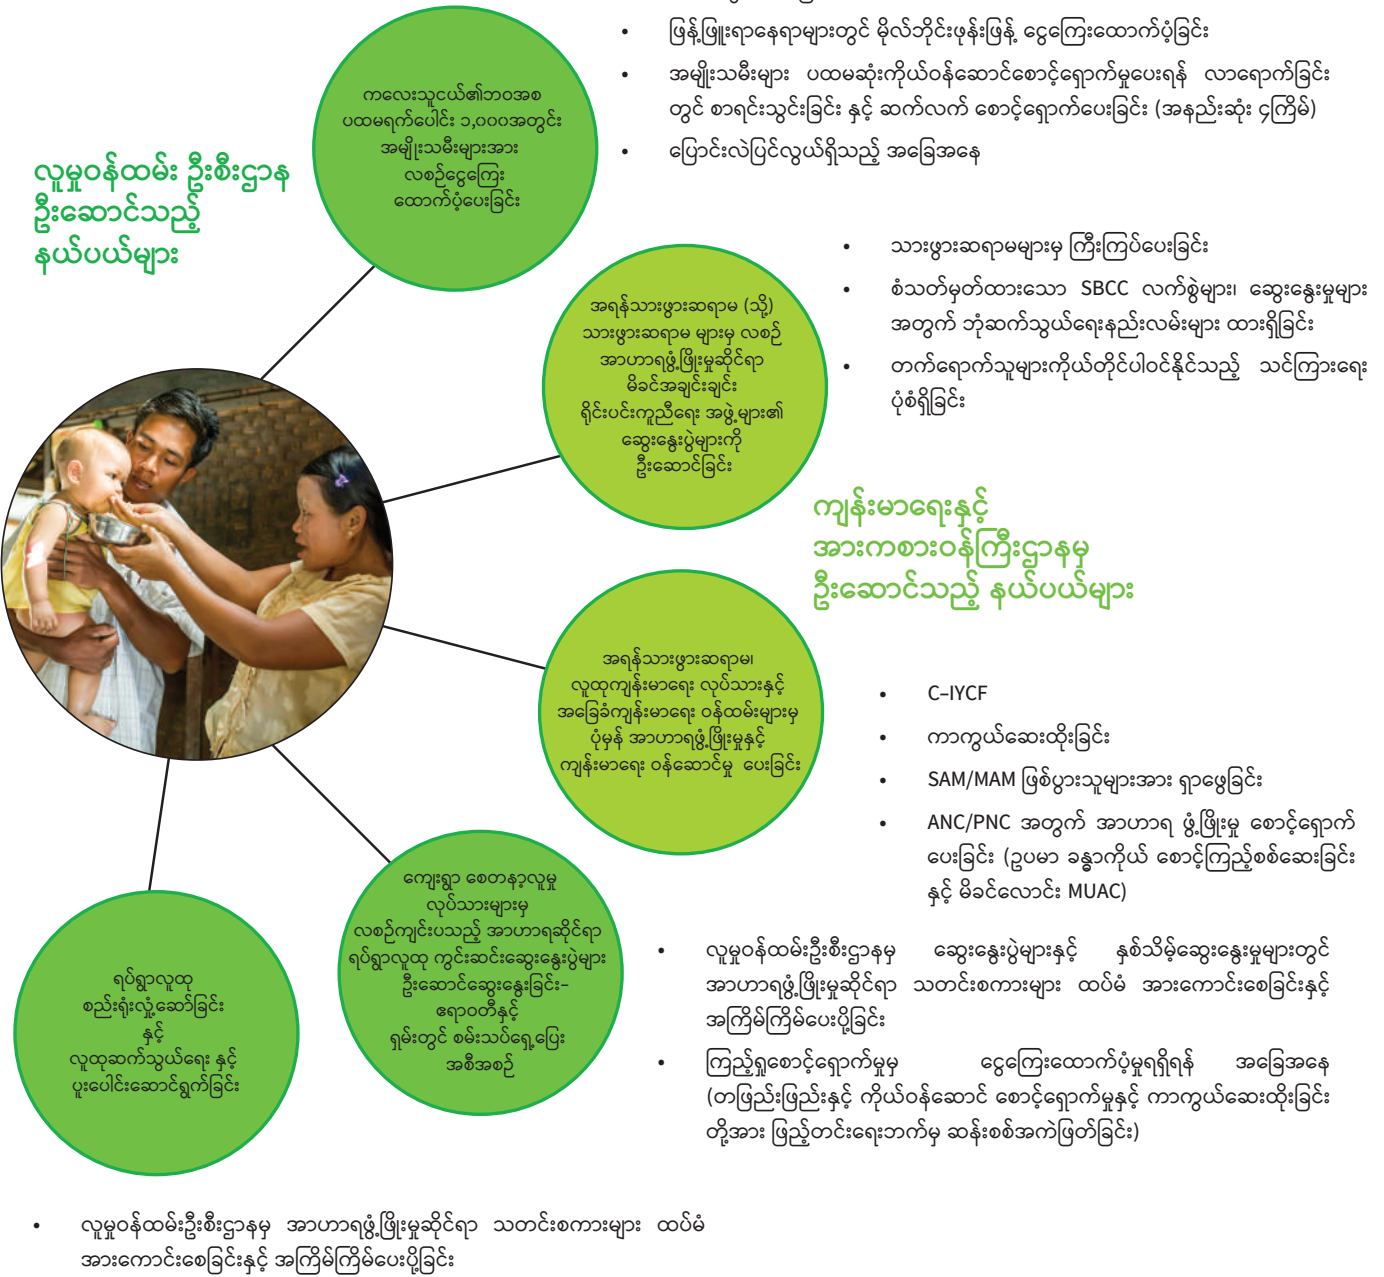 • ဖြန့်ဖြူးရာနေရာများတွင် မိုလ်ဘိုင်းဖုန်းဖြန့် ငွေကြေးထောက်ပံ့ခြင်း
• အမျိုးသမီးများ ပထမဆုံးကိုယ်ဝန်ဆောင်စောင့်ရှောက်မှုပေးရန် လာရောက်ခြင်း
တွင် စာရင်းသွင်းခြင်း နှင့် ဆက်လက် စောင့်ရှောက်ပေးခြင်း (အနည်းဆုံး ၄ကြိမ်)
• ပြောင်းလဲပြင်လွယ်ရှိသည့် အခြေအနေ
ကလေးသူငယ်၏ဘဝအစ
ပထမရက်ပေါင်း ၁,၀၀၀အတွင်း
အမျိုးသမီးများအား
လစဉ်ငွေကြေး
ထောက်ပံ့ပေးခြင်း
လူမှုဝန်ထမ်း ဦးစီးဌာန
ဦးဆောင်သည့်
နယ်ပယ်များ
• သားဖွားဆရာမများမှ ကြီးကြပ်ပေးခြင်း
• စံသတ်မှတ်ထားသော SBCC လက်စွဲများ၊ ဆွေးနွေးမှုများ
အတွက် ဘုံဆက်သွယ်ရေးနည်းလမ်းများ ထားရှိခြင်း
• တက်ရောက်သူများကိုယ်တိုင်ပါဝင်နိုင်သည့် သင်ကြားရေး
ပုံစံရှိခြင်း
အရန်သားဖွားဆရာမ (သို့)
သားဖွားဆရာမ များမှ လစဉ်
အာဟာရဖွံ့ဖြိုးမှုဆိုင်ရာ
မိခင်အချင်းချင်း
ရိုင်းပင်းကူညီရေး အဖွဲ့များ၏
ဆွေးနွေးပွဲများကို
ဦးဆောင်ခြင်း
ကျန်းမာရေးနှင့်
အားကစားဝန်ကြီးဌာနမှ
ဦးဆောင်သည့် နယ်ပယ်များ
အရန်သားဖွားဆရာမ၊
လူထုကျန်းမာရေး လုပ်သားနှင့်
အခြေခံကျန်းမာရေး ဝန်ထမ်းများမှ
ပုံမှန် အာဟာရဖွံ့ဖြိုးမှုနှင့်
ကျန်းမာရေး ဝန်ဆောင်မှု ပေးခြင်း
• C-IYCF
• ကာကွယ်ဆေးထိုးခြင်း
• SAM/MAM ဖြစ်ပွားသူများအား ရှာဖွေခြင်း
• ANC/PNC အတွက် အာဟာရ ဖွံ့ဖြိုးမှု စောင့်ရှောက်
ပေးခြင်း (ဥပမာ ခန္ဓာကိုယ် စောင့်ကြည့်စစ်ဆေးခြင်း
နှင့် မိခင်လောင်း MUAC)
ကျေးရွာ စေတနာ့လူမှု
လုပ်သားများမှ
လစဉ်ကျင်းပသည့် အာဟာရဆိုင်ရာ
ရပ်ရွာလူထု ကွင်းဆင်းဆွေးနွေးပွဲများ
ဦးဆောင်ဆွေးနွေးခြင်း-
ဧရာဝတီနှင့်
ရှမ်းတွင် စမ်းသပ်ရှေ့ပြေး
အစီအစဉ်
• လူမှုဝန်ထမ်းဦးစီးဌာနမှ ဆွေးနွေးပွဲများနှင့် နှစ်သိမ့်ဆွေးနွေးမှုများတွင်
အာဟာရဖွံ့ဖြိုးမှုဆိုင်ရာ သတင်းစကားများ ထပ်မံ အားကောင်းစေခြင်းနှင့်
အကြိမ်ကြိမ်ပေးပို့ခြင်း
• ကြည့်ရှုစောင့်ရှောက်မှုမှ ငွေကြေးထောက်ပံ့မှုရရှိရန် အခြေအနေ
(တဖြည်းဖြည်းနှင့် ကိုယ်ဝန်ဆောင် စောင့်ရှောက်မှုနှင့် ကာကွယ်ဆေးထိုးခြင်း
တို့အား ဖြည့်တင်းရေးဘက်မှ ဆန်းစစ်အကဲဖြတ်ခြင်း)
ရပ်ရွာလူထု
စည်းရုံးလှုံ့ဆော်ခြင်း
နှင့်
လူထုဆက်သွယ်ရေး နှင့်
ပူးပေါင်းဆောင်ရွက်ခြင်း
• လူမှုဝန်ထမ်းဦးစီးဌာနမှ အာဟာရဖွံ့ဖြိုးမှုဆိုင်ရာ သတင်းစကားများ ထပ်မံ
အားကောင်းစေခြင်းနှင့် အကြိမ်ကြိမ်ပေးပို့ခြင်း